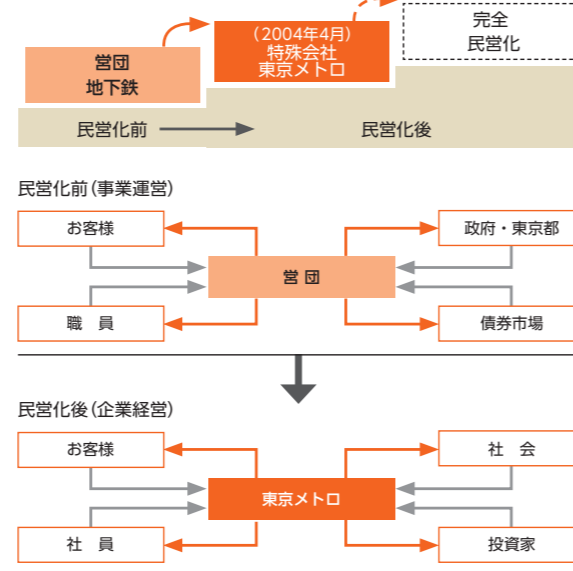 完全
民営化
(2004年4月)
特殊会社
東京メトロ
営団
地下鉄
民営化前
民営化後
民営化前(事業運営)
お客様
政府・東京都
営 団
職 員
債券市場
民営化後(企業経営)
お客様
社 会
東京メトロ
社 員
投資家